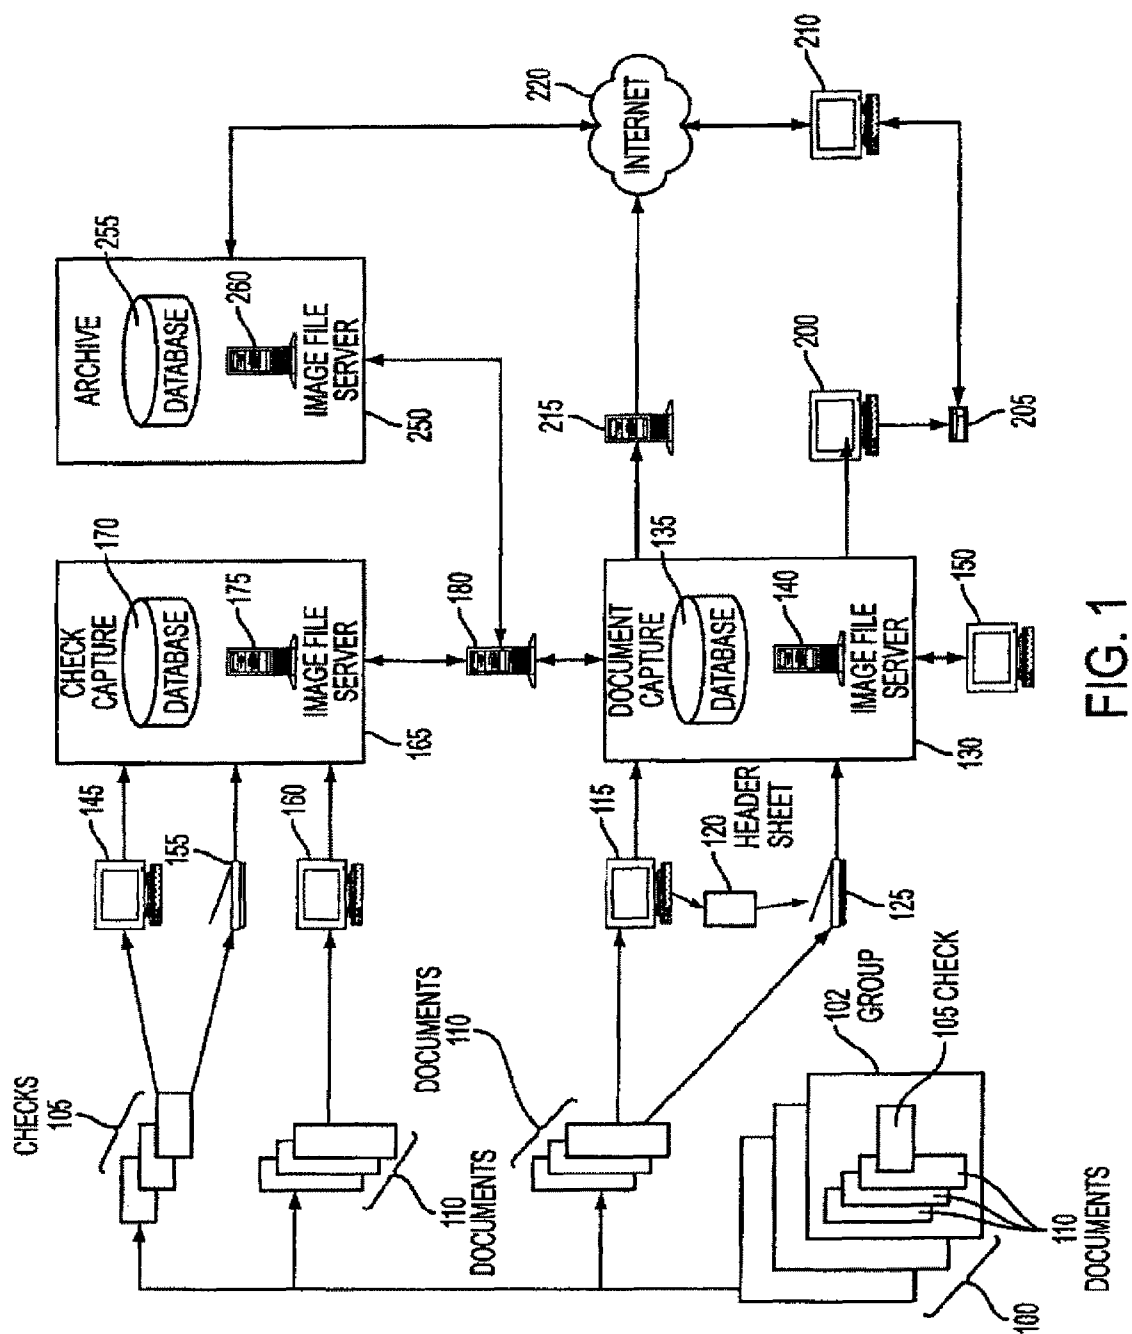 CHECKS
105
145
155
160
CHECK
CAPTURE
170
DATABASE
175
IMAGE FILE
SERVER
165
ARCHIVE
255
DATABASE
260
IMAGE FILE
SERVER
250
110
DOCUMENTS
180
DOCUMENTS
110
115
120
HEADER
SHEET
125
DOCUMENT
CAPTURE
135
DATABASE
140
IMAGE FILE
SERVER
130
150
215
220
INTERNET
200
205
210
102
GROUP
105 CHECK
110
DOCUMENTS
100
FIG. 1